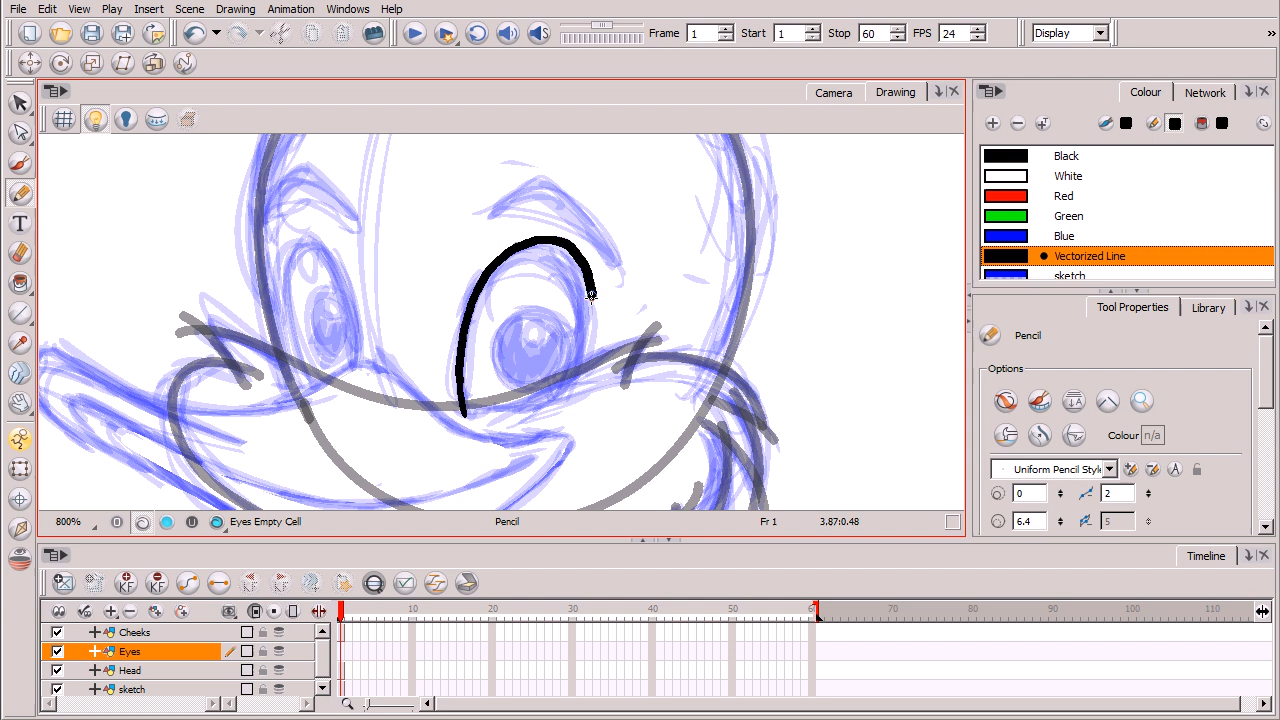 File Edit Play Insert Scene Drawing Animation Windows Help
Frame 1 Start 1 Stop 60 FPS 24 Display »
Camera Drawing
Colour Network
Black
White
Red
Green
Blue
Vectorized Line
sketch
Tool Properties Library
Pencil
Options
Colour n/a
Uniform Pencil Styl
0 2
6.4 5
800% Eyes Empty Cell Pencil Fr 1 3.87:0.48
Timeline
KF KF
10 20 30 40 50 60 70 80 90 100 110
Cheeks
Eyes
Head
sketch